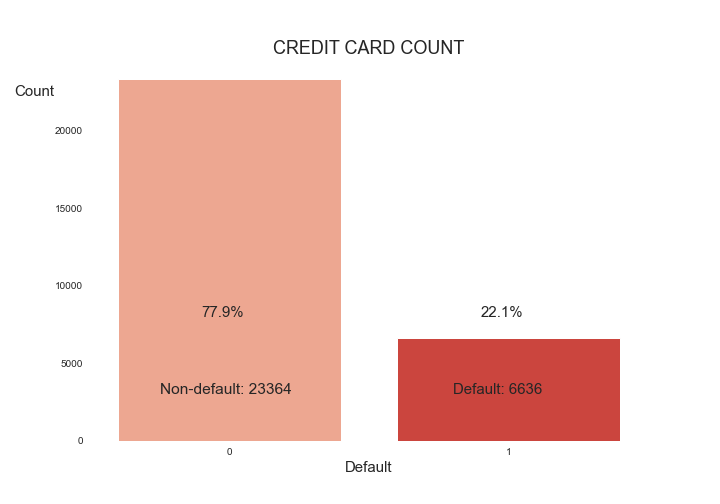 CREDIT CARD COUNT
Count
20000
15000
10000
5000
0
77.9%
22.1%
Non-default: 23364
Default: 6636
0
1
Default